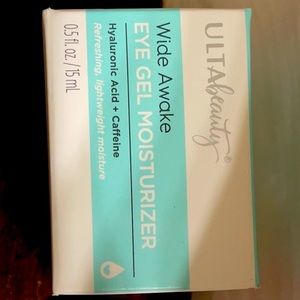 ULTA
beauty®
Wide Awake
EYE GEL MOISTURIZER
Hyaluronic Acid + Caffeine
Refreshing, lightweight moisture
0.5 fl. oz / 15 mL